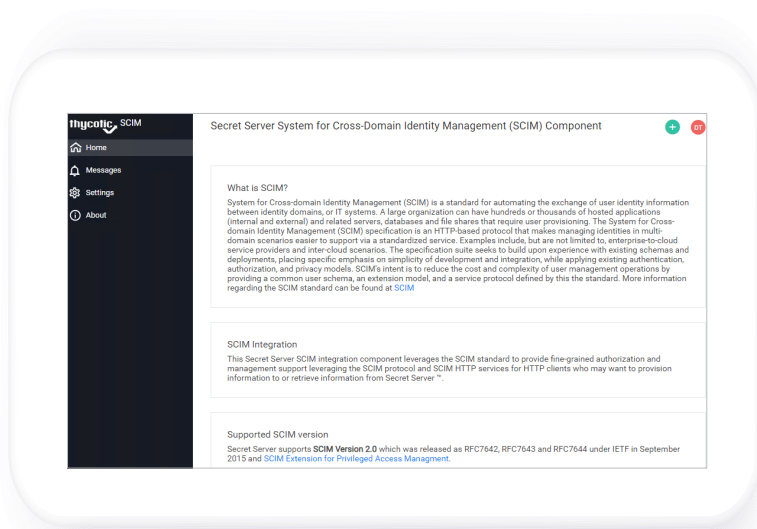 thycotic SCIM
Home
Messages
Settings
About
Secret Server System for Cross-Domain Identity Management (SCIM) Component
+
DT
What is SCIM?
System for Cross-domain Identity Management (SCIM) is a standard for automating the exchange of user identity information
between identity domains, or IT systems. A large organization can have hundreds or thousands of hosted applications
(internal and external) and related servers, databases and file shares that require user provisioning. The System for Cross-
domain Identity Management (SCIM) specification is an HTTP-based protocol that makes managing identities in multi-
domain scenarios easier to support via a standardized service. Examples include, but are not limited to, enterprise-to-cloud
service providers and inter-cloud scenarios. The specification suite seeks to build upon experience with existing schemas and
deployments, placing specific emphasis on simplicity of development and integration, while applying existing authentication,
authorization, and privacy models. SCIM's intent is to reduce the cost and complexity of user management operations by
providing a common user schema, an extension model, and a service protocol defined by this the standard. More information
regarding the SCIM standard can be found at SCIM
SCIM Integration
This Secret Server SCIM integration component leverages the SCIM standard to provide fine-grained authorization and
management support leveraging the SCIM protocol and SCIM HTTP services for HTTP clients who may want to provision
information to or retrieve information from Secret Server ™.
Supported SCIM version
Secret Server supports SCIM Version 2.0 which was released as RFC7642, RFC7643 and RFC7644 under IETF in September
2015 and SCIM Extension for Privileged Access Managment.